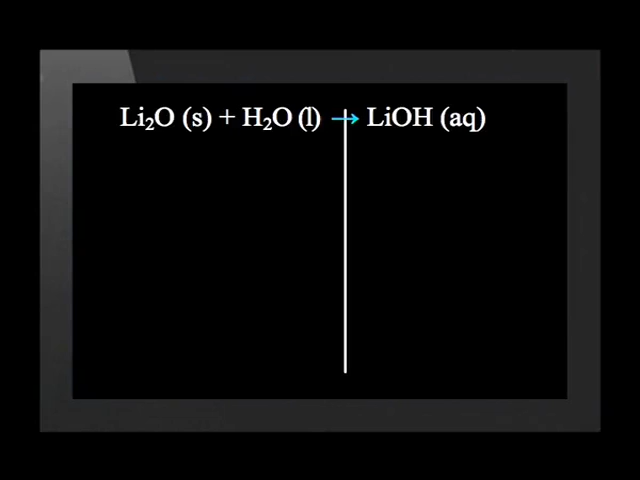 Li₂O (s) + H₂O (l) → LiOH (aq)